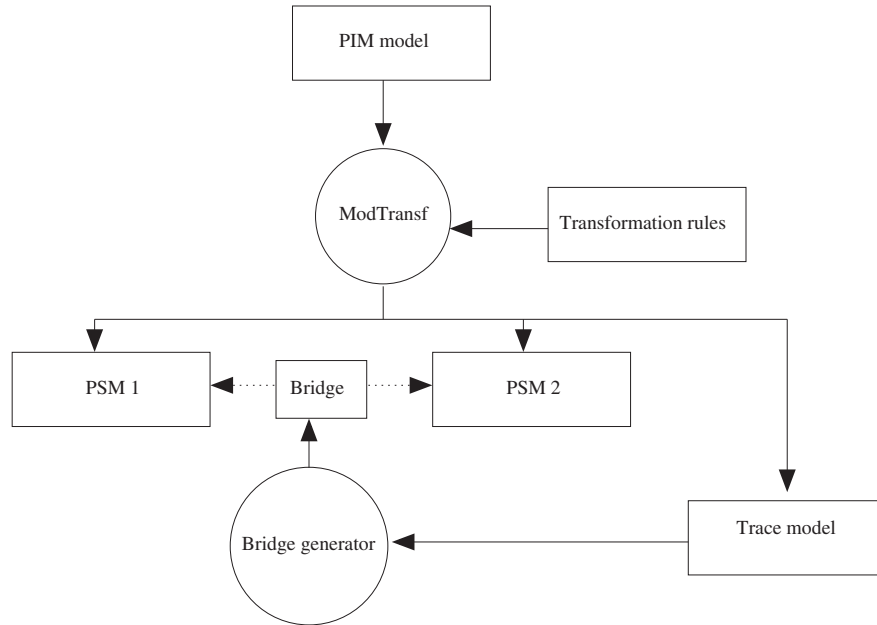 PIM model
ModTransf
Transformation rules
PSM 1
Bridge
PSM 2
Bridge generator
Trace model